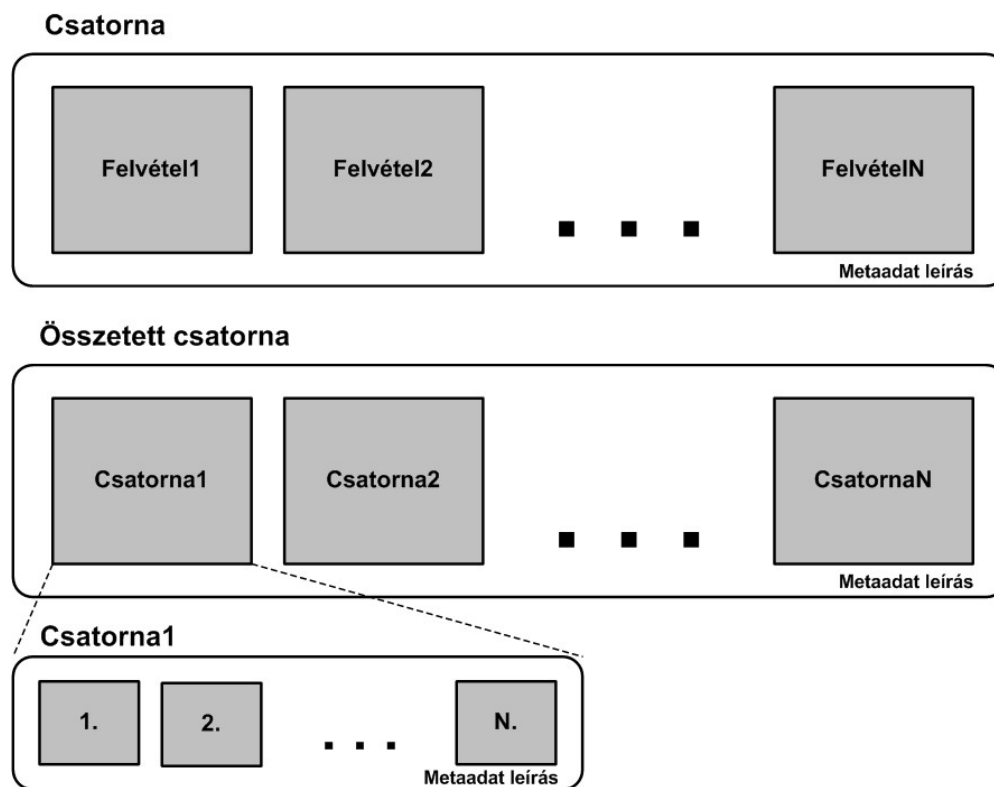 Csatorna
Felvétel1 Felvétel2 FelvételN
Metaadat leírás
Összetett csatorna
Csatorna1 Csatorna2 CsatornaN
Metaadat leírás
Csatorna1
1. 2. N.
Metaadat leírás